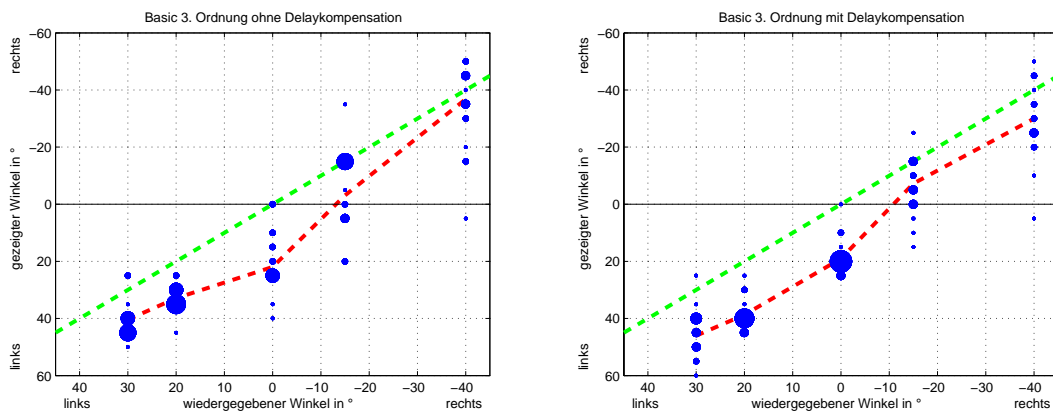 Basic 3. Ordnung ohne Delaykompensation
−60
−40
−20
0
20
40
60
rechts
gezeigter Winkel in °
links
40 30 20 10 0 −10 −20 −30 −40
links wiedergegebener Winkel in ° rechts
Basic 3. Ordnung mit Delaykompensation
−60
−40
−20
0
20
40
60
rechts
gezeigter Winkel in °
links
40 30 20 10 0 −10 −20 −30 −40
links wiedergegebener Winkel in ° rechts